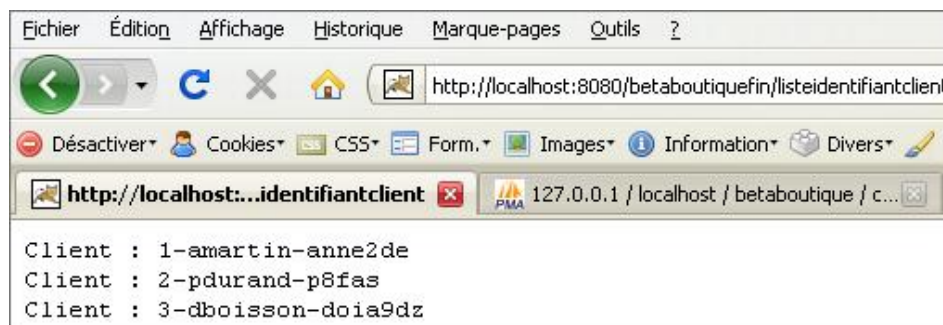 Fichier Édition Affichage Historique Marque-pages Outils ?
http://localhost:8080/betaboutiquefin/listeidentifiantclient
Désactiver Cookies CSS Form. Images Information Divers
http://localhost:...identifiantclient PMA 127.0.0.1 / localhost / betaboutique / c...
Client : 1-amartin-anne2de
Client : 2-pdurand-p8fas
Client : 3-dboisson-doia9dz